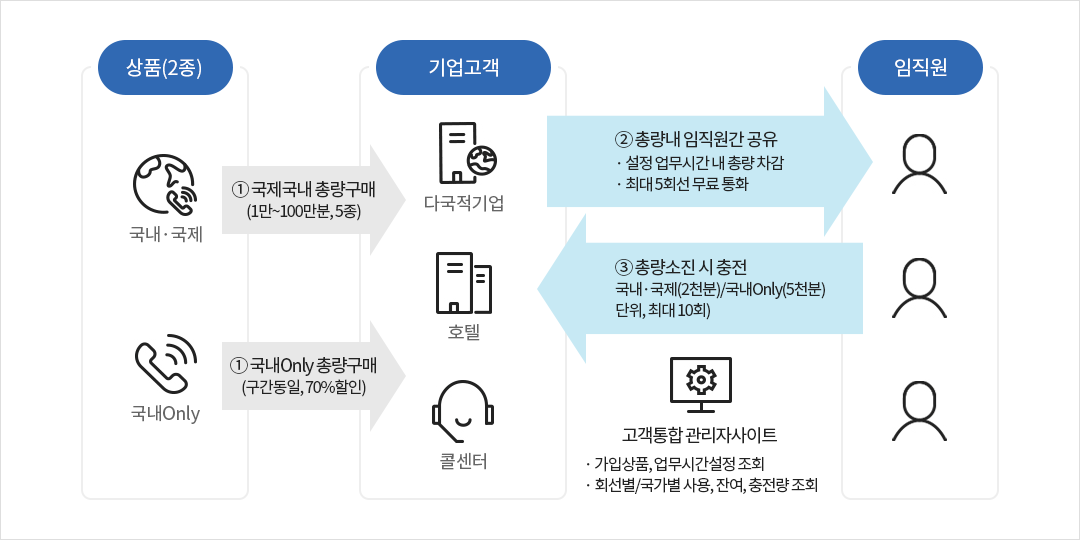 상품(2종)
국내·국제
국내Only
① 국제국내 총량구매
(1만~100만분, 5종)
① 국내Only 총량구매
(구간동일, 70%할인)
기업고객
다국적기업
호텔
콜센터
② 총량내 임직원간 공유
· 설정 업무시간 내 총량 차감
· 최대 5회선 무료 통화
③ 총량소진 시 충전
국내·국제(2천분)/국내Only(5천분)
단위, 최대 10회)
고객통합 관리자사이트
· 가입상품, 업무시간설정 조회
· 회선별/국가별 사용, 잔여, 충전량 조회
임직원